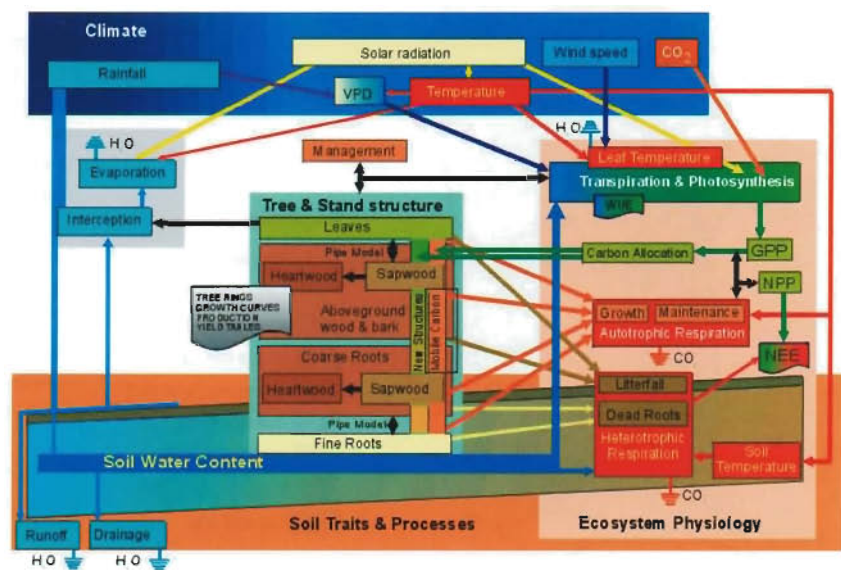 Climate
Solar radiation
Wind speed
CO2
Rainfall
VPD
Temperature
H O
H O
Management
Leaf Temperature
Evaporation
Transpiration & Photosynthesis
Tree & Stand structure
WUE
Interception
Leaves
Pipe Model
Carbon Allocation
GPP
Heartwood
Sapwood
NPP
TREE RINGS
GROWTH CURVES
PRODUCTION
YIELD TABLES
Aboveground
wood & bark
New Structures
Mobile Carbon
Growth
Maintenance
Autotrophic Respiration
Coarse Roots
CO
NEE
Heartwood
Sapwood
Litterfall
Dead Roots
Pipe Model
Fine Roots
Heterotrophic
Respiration
Soil
Temperature
Soil Water Content
CO
Runoff
Drainage
Soil Traits & Processes
Ecosystem Physiology
H O
H O